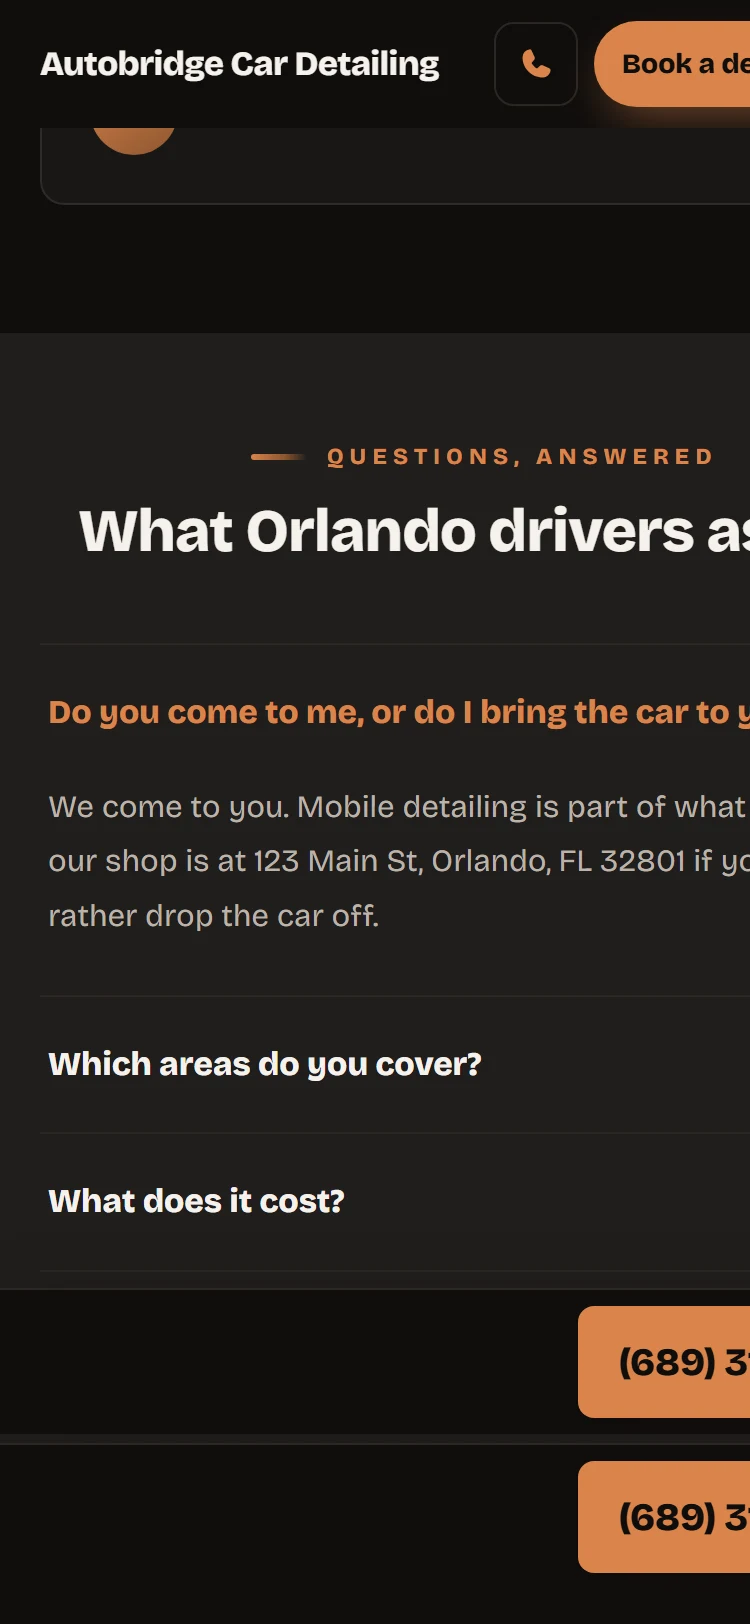 Autobridge Car Detailing
Book a de
QUESTIONS, ANSWERED
What Orlando drivers as
Do you come to me, or do I bring the car to y
We come to you. Mobile detailing is part of what
our shop is at 123 Main St, Orlando, FL 32801 if yo
rather drop the car off.
Which areas do you cover?
What does it cost?
(689) 3
(689) 3